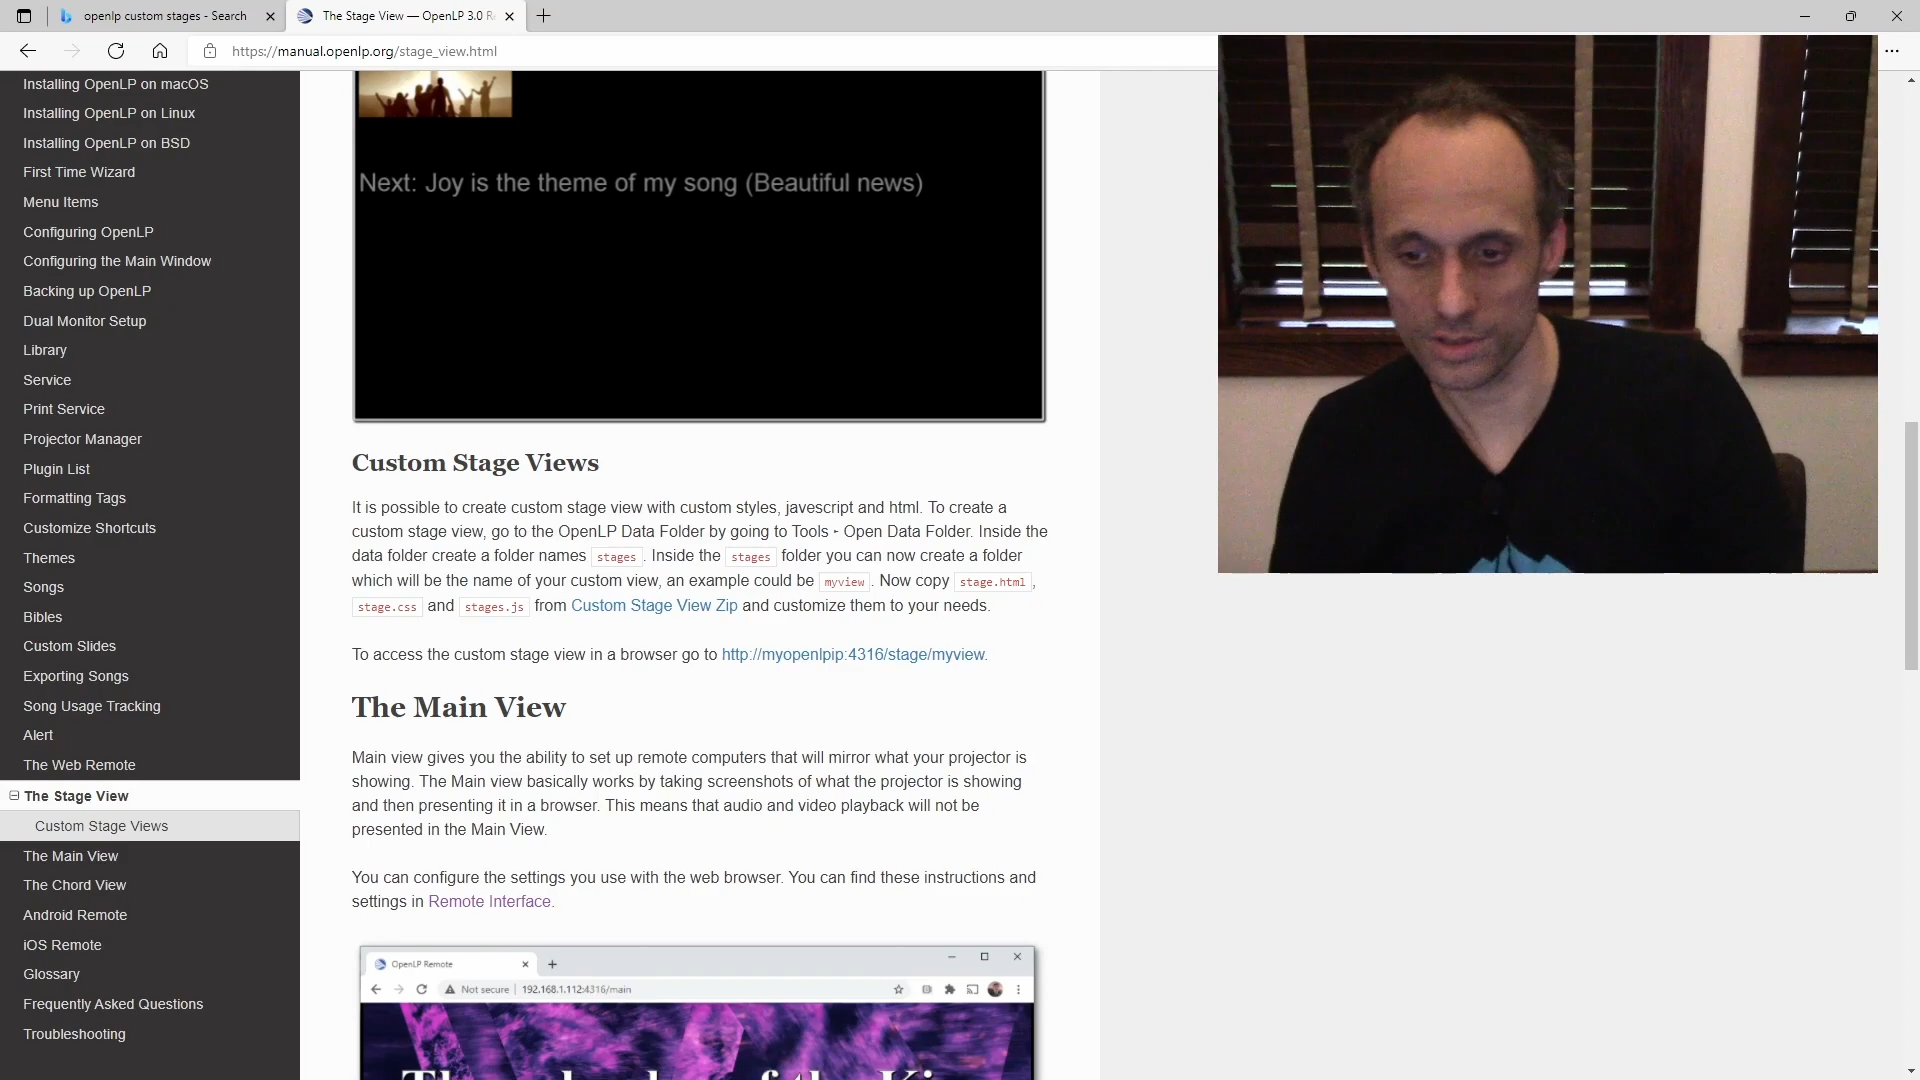 openlp custom stages - Search
The Stage View — OpenLP 3.0 R
https://manual.openlp.org/stage_view.html
Installing OpenLP on macOS
Installing OpenLP on Linux
Installing OpenLP on BSD
First Time Wizard
Menu Items
Configuring OpenLP
Configuring the Main Window
Backing up OpenLP
Dual Monitor Setup
Library
Service
Print Service
Projector Manager
Plugin List
Formatting Tags
Customize Shortcuts
Themes
Songs
Bibles
Custom Slides
Exporting Songs
Song Usage Tracking
Alert
The Web Remote
The Stage View
Custom Stage Views
The Main View
The Chord View
Android Remote
iOS Remote
Glossary
Frequently Asked Questions
Troubleshooting
Next: Joy is the theme of my song (Beautiful news)
Custom Stage Views
It is possible to create custom stage view with custom styles, javescript and html. To create a
custom stage view, go to the OpenLP Data Folder by going to Tools ‣ Open Data Folder. Inside the
data folder create a folder names stages. Inside the stages folder you can now create a folder
which will be the name of your custom view, an example could be myview. Now copy stage.html,
stage.css and stages.js from Custom Stage View Zip and customize them to your needs.
To access the custom stage view in a browser go to http://myopenlpip:4316/stage/myview.
The Main View
Main view gives you the ability to set up remote computers that will mirror what your projector is
showing. The Main view basically works by taking screenshots of what the projector is showing
and then presenting it in a browser. This means that audio and video playback will not be
presented in the Main View.
You can configure the settings you use with the web browser. You can find these instructions and
settings in Remote Interface.
OpenLP Remote
Not secure | 192.168.1.112:4316/main